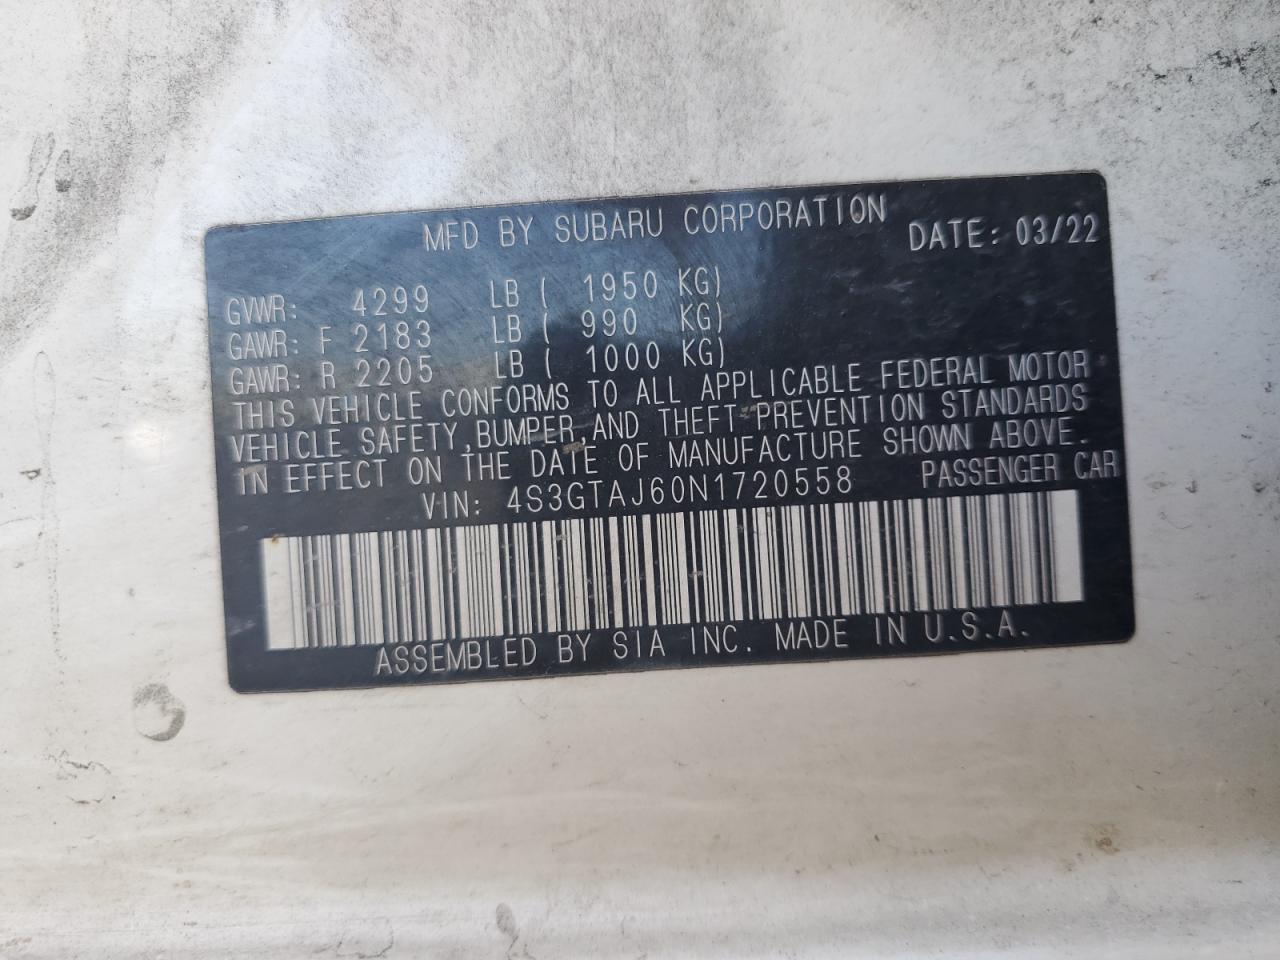 MFD BY SUBARU CORPORATION DATE: 03/22
GVWR: 4299 LB ( 1950 KG)
GAWR: F 2183 LB ( 990 KG)
GAWR: R 2205 LB ( 1000 KG)
THIS VEHICLE CONFORMS TO ALL APPLICABLE FEDERAL MOTOR
VEHICLE SAFETY, BUMPER, AND THEFT PREVENTION STANDARDS
IN EFFECT ON THE DATE OF MANUFACTURE SHOWN ABOVE.
VIN: 4S3GTAJ60N1720558 PASSENGER CAR
ASSEMBLED BY SIA INC. MADE IN U.S.A.